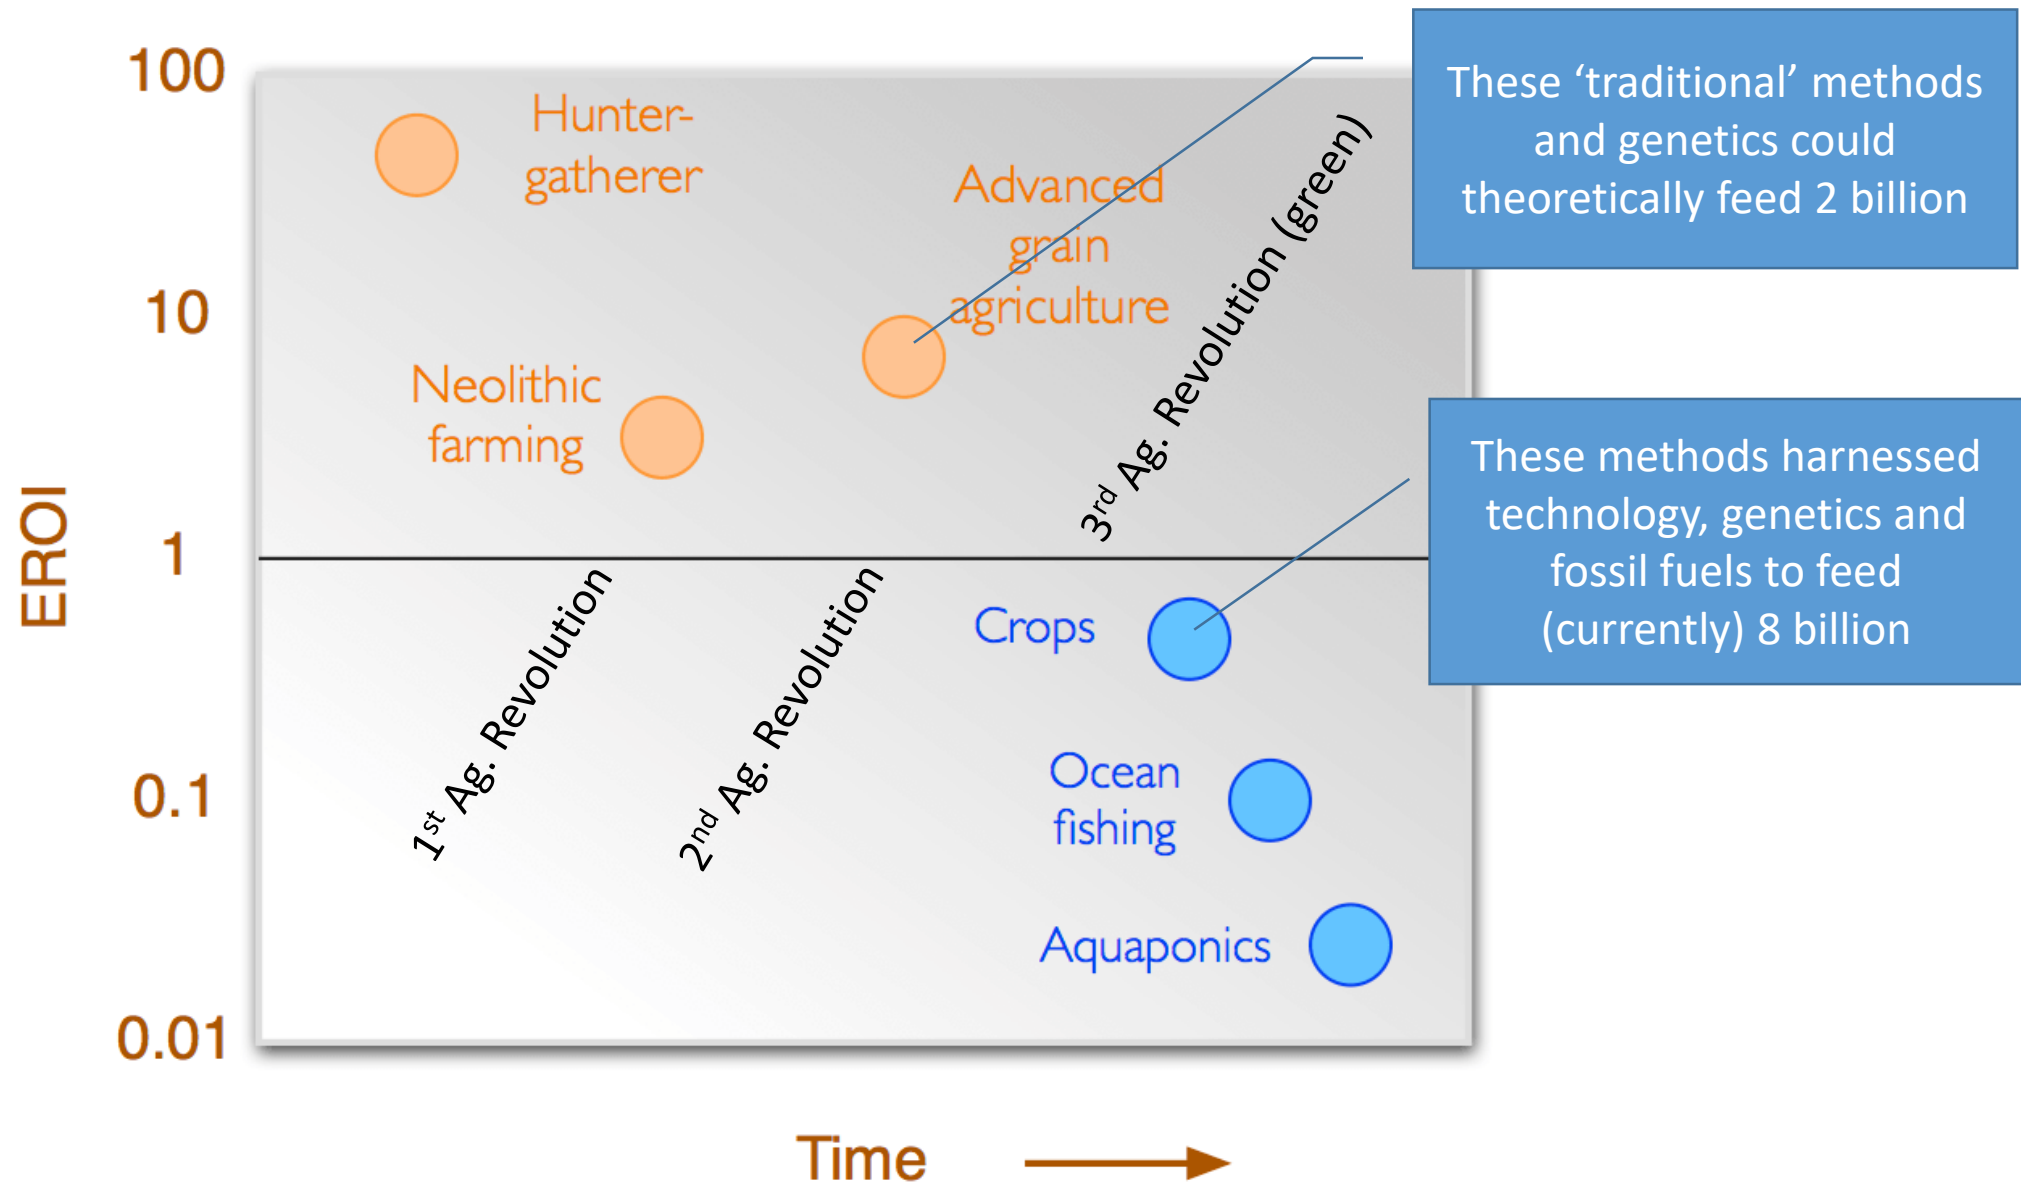 100
10
1
0.1
0.01
EROI
Time
Hunter-
gatherer
Neolithic
farming
Advanced
grain
agriculture
1st Ag. Revolution
2nd Ag. Revolution
3rd Ag. Revolution (green)
Crops
Ocean
fishing
Aquaponics
These ‘traditional’ methods
and genetics could
theoretically feed 2 billion
These methods harnessed
technology, genetics and
fossil fuels to feed
(currently) 8 billion